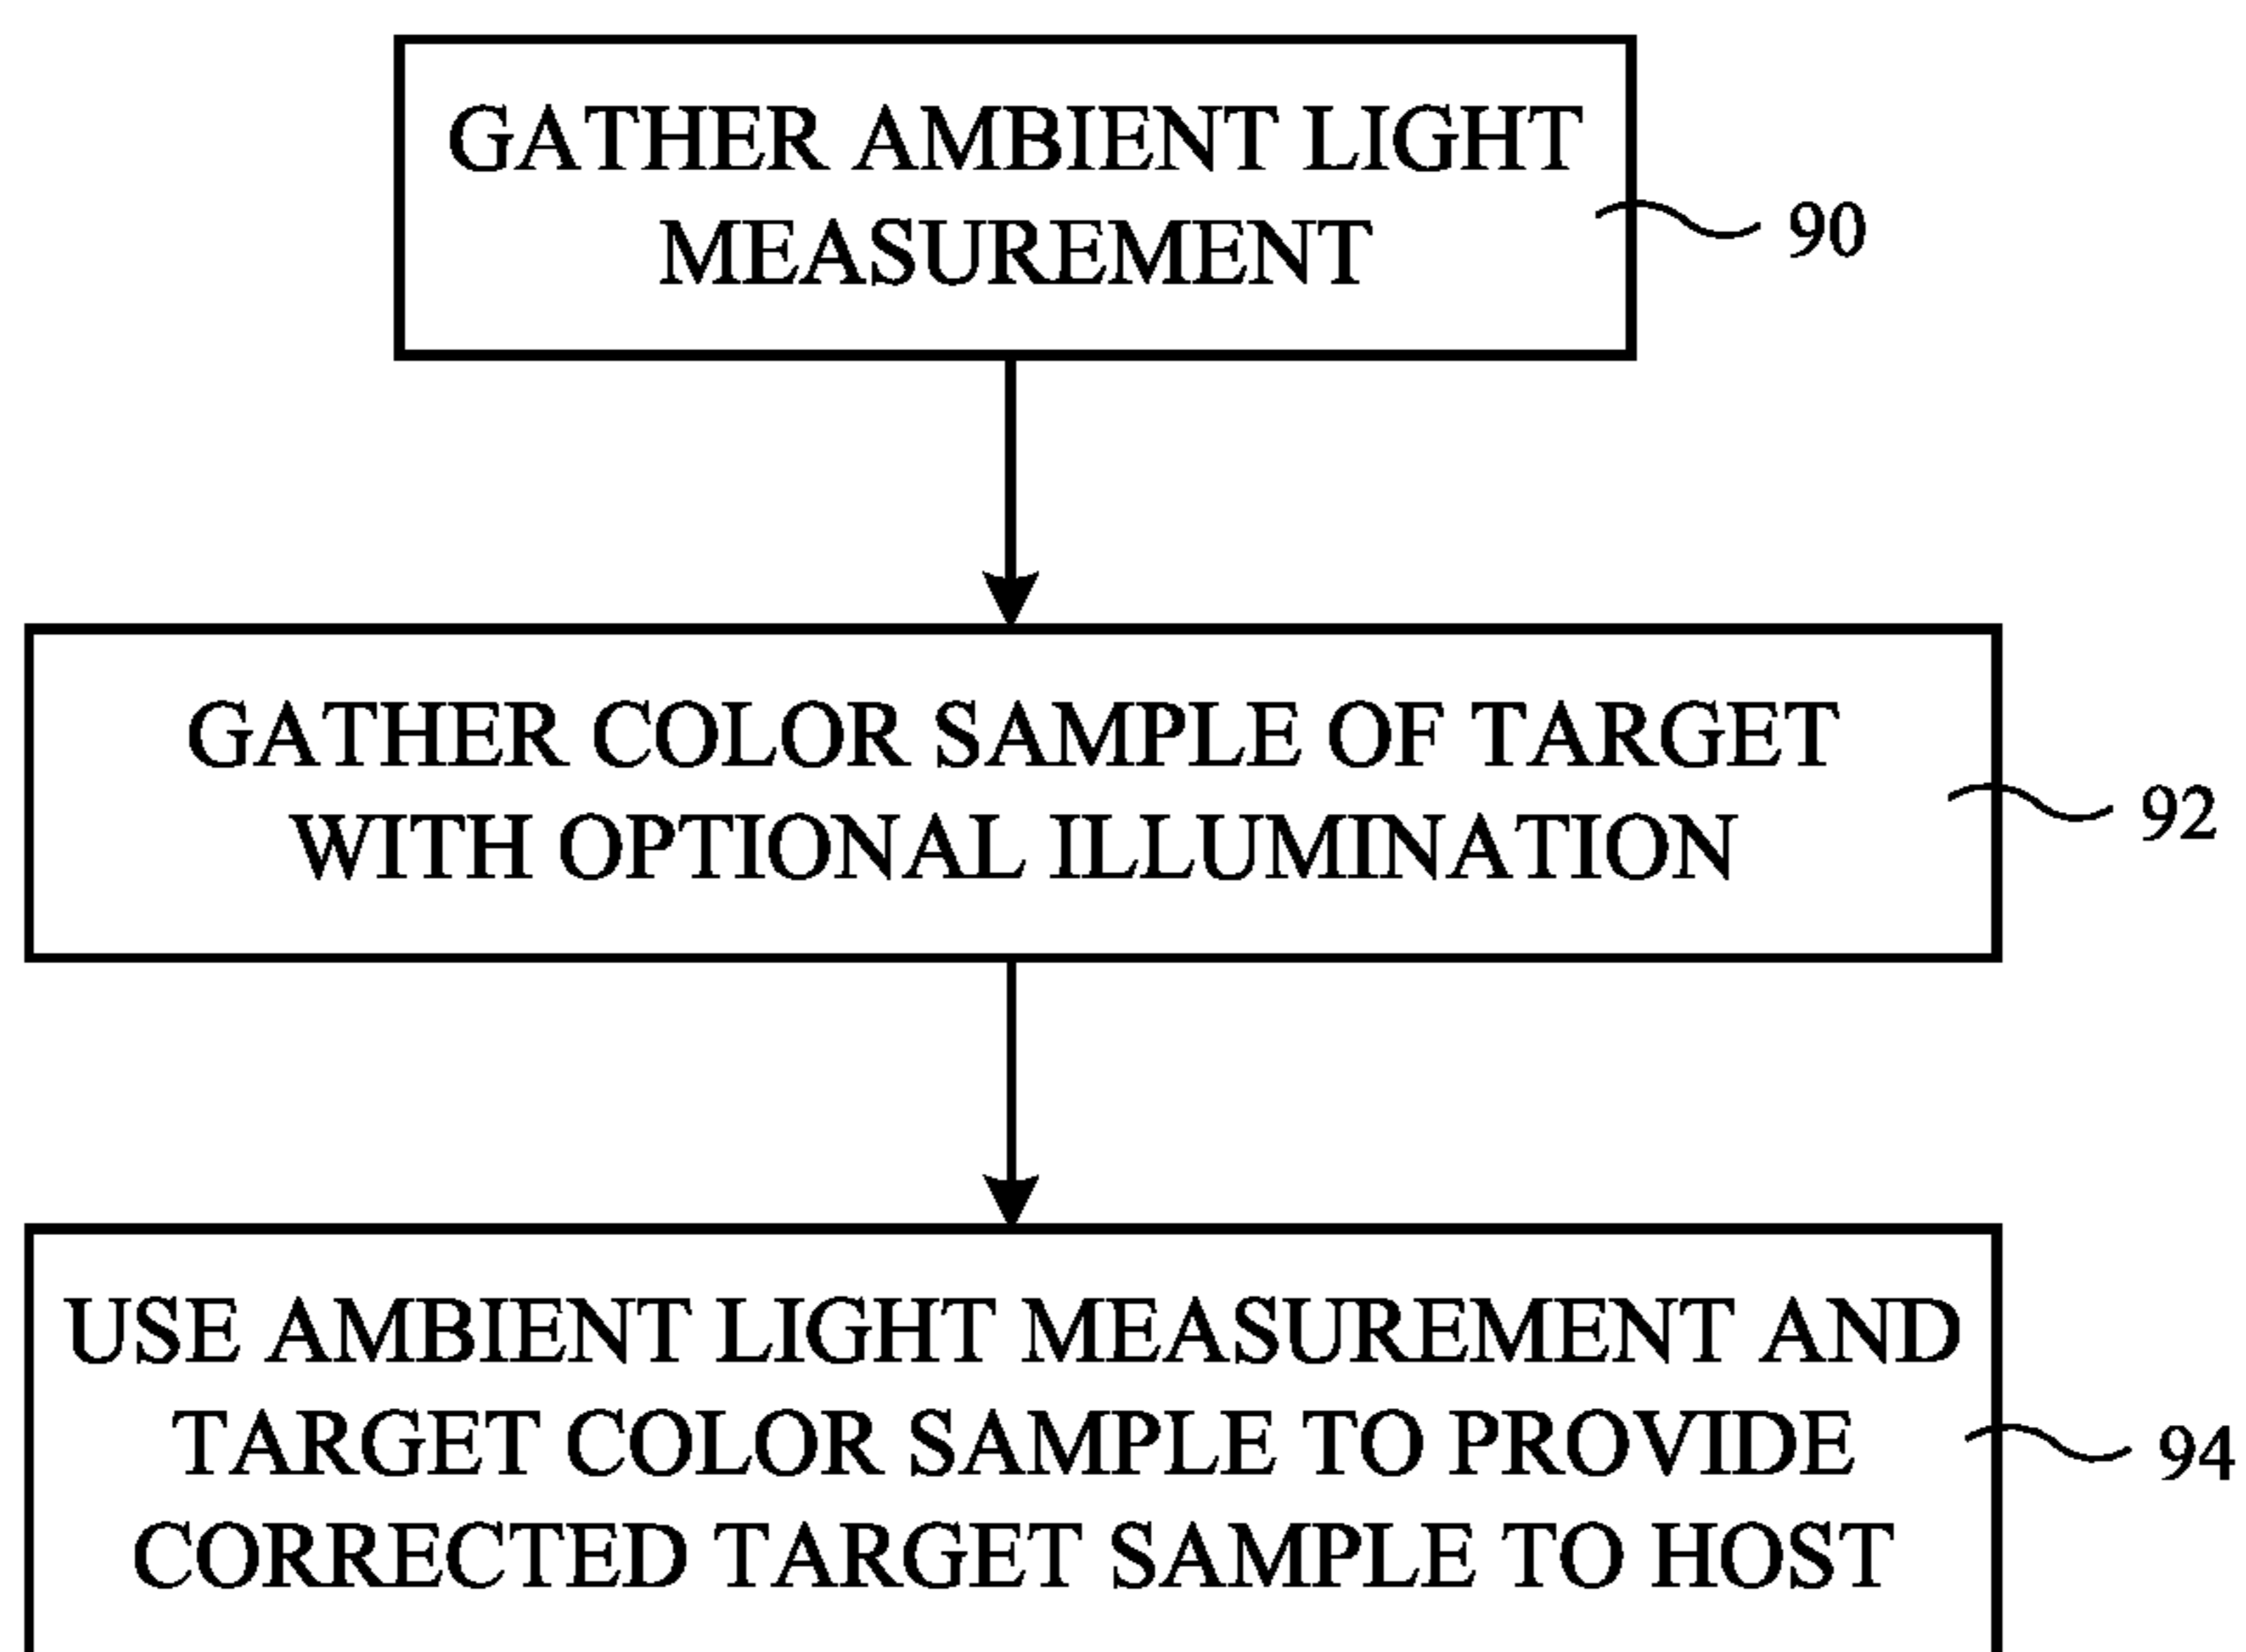 GATHER AMBIENT LIGHT
MEASUREMENT
90
GATHER COLOR SAMPLE OF TARGET
WITH OPTIONAL ILLUMINATION
92
USE AMBIENT LIGHT MEASUREMENT AND
TARGET COLOR SAMPLE TO PROVIDE
CORRECTED TARGET SAMPLE TO HOST
94